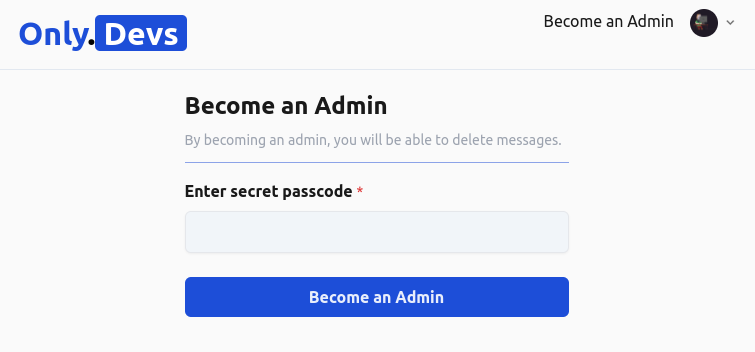 Only.Devs
Become an Admin
Become an Admin
By becoming an admin, you will be able to delete messages.
Enter secret passcode *
Become an Admin